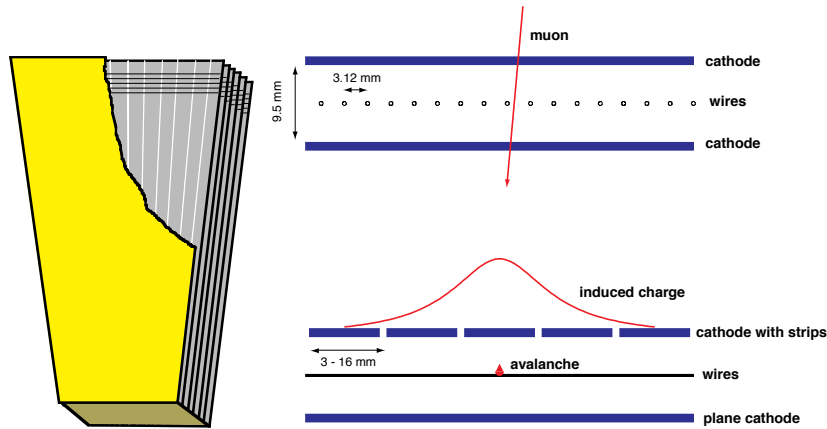 muon
cathode
3.12 mm
9.5 mm
wires
cathode
induced charge
cathode with strips
3 - 16 mm
avalanche
wires
plane cathode